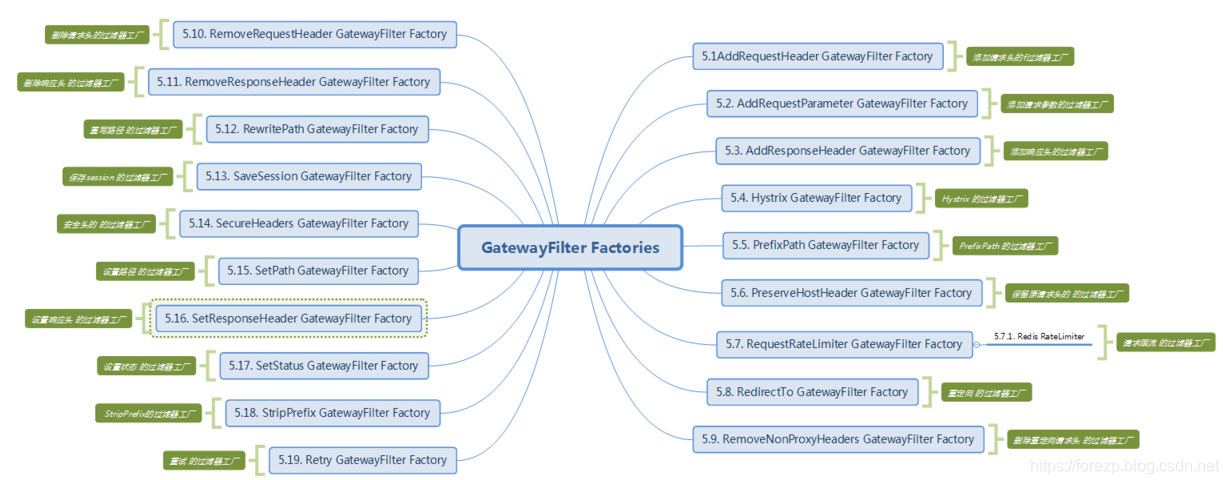 GatewayFilter Factories
5.1AddRequestHeader GatewayFilter Factory
添加请求头的f过滤器工厂
5.2. AddRequestParameter GatewayFilter Factory
添加请求参数的过滤器工厂
5.3. AddResponseHeader GatewayFilter Factory
添加响应头的过滤器工厂
5.4. Hystrix GatewayFilter Factory
Hystrix 的过滤器工厂
5.5. PrefixPath GatewayFilter Factory
PrefixPath 的过滤器工厂
5.6. PreserveHostHeader GatewayFilter Factory
保留原请求头的 的过滤器工厂
5.7. RequestRateLimiter GatewayFilter Factory
5.7.1. Redis RateLimiter
请求限流 的过滤器工厂
5.8. RedirectTo GatewayFilter Factory
重定向 的过滤器工厂
5.9. RemoveNonProxyHeaders GatewayFilter Factory
删除重定向请求头 的过滤器工厂
5.10. RemoveRequestHeader GatewayFilter Factory
删除请求头的过滤器工厂
5.11. RemoveResponseHeader GatewayFilter Factory
删除响应头 的过滤器工厂
5.12. RewritePath GatewayFilter Factory
重写路径 的过滤器工厂
5.13. SaveSession GatewayFilter Factory
保存session 的过滤器工厂
5.14. SecureHeaders GatewayFilter Factory
安全头的 的过滤器工厂
5.15. SetPath GatewayFilter Factory
设置路径 的过滤器工厂
5.16. SetResponseHeader GatewayFilter Factory
设置响应头 的过滤器工厂
5.17. SetStatus GatewayFilter Factory
设置状态 的过滤器工厂
5.18. StripPrefix GatewayFilter Factory
StripPrefix的过滤器工厂
5.19. Retry GatewayFilter Factory
重试 的过滤器工厂
https://forezp.blog.csdn.net